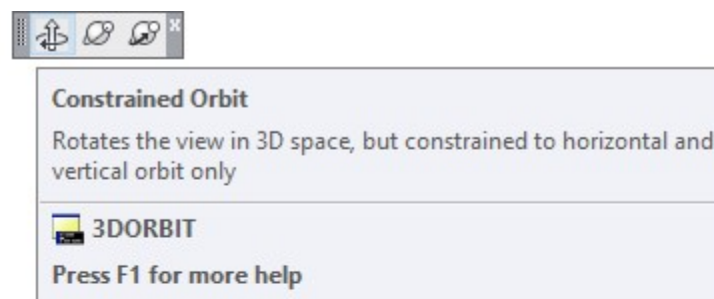 Constrained Orbit
Rotates the view in 3D space, but constrained to horizontal and
vertical orbit only
3DORBIT
Press F1 for more help